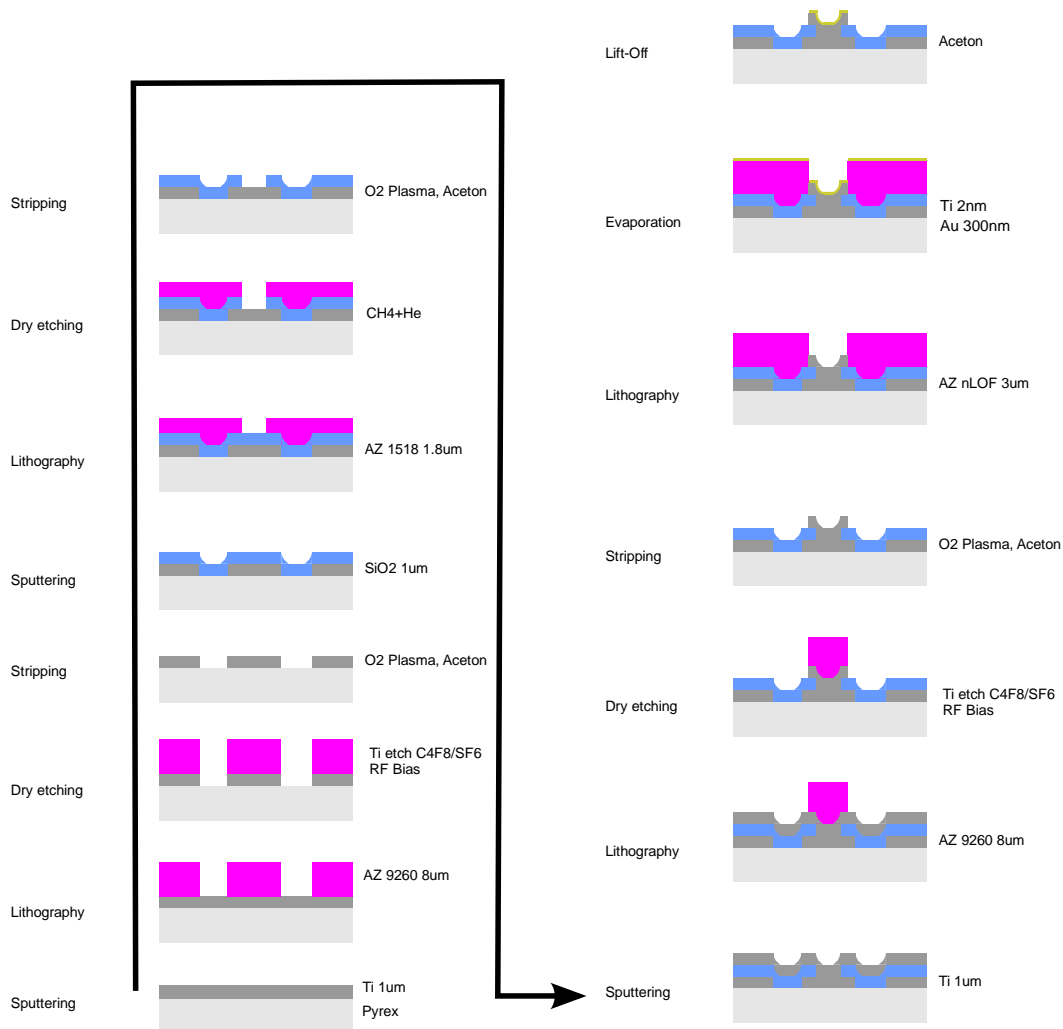 Stripping
O2 Plasma, Aceton
Dry etching
CH4+He
Lithography
AZ 1518 1.8um
Sputtering
SiO2 1um
Stripping
O2 Plasma, Aceton
Dry etching
Ti etch C4F8/SF6
RF Bias
Lithography
AZ 9260 8um
Sputtering
Ti 1um
Pyrex
Lift-Off
Aceton
Evaporation
Ti 2nm
Au 300nm
Lithography
AZ nLOF 3um
Stripping
O2 Plasma, Aceton
Dry etching
Ti etch C4F8/SF6
RF Bias
Lithography
AZ 9260 8um
Sputtering
Ti 1um